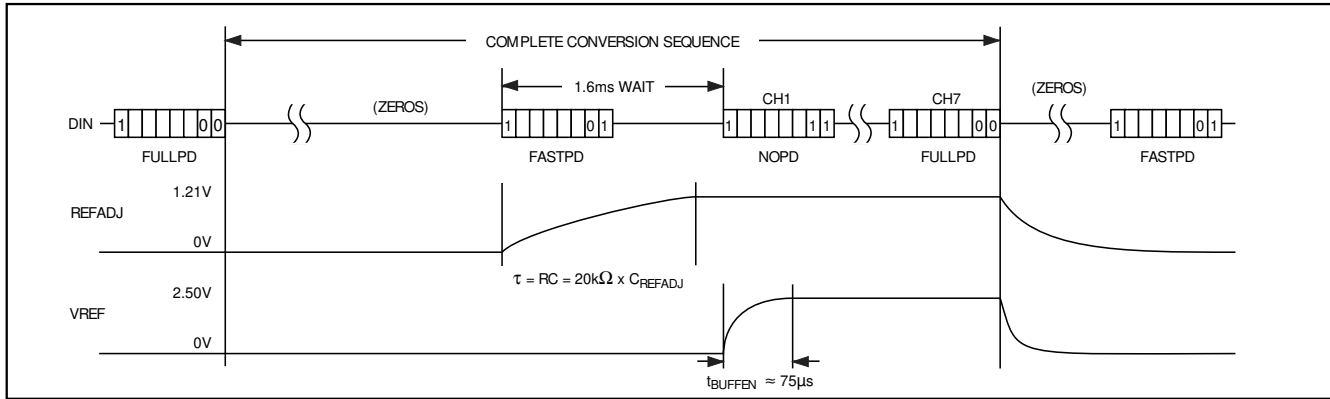 COMPLETE CONVERSION SEQUENCE
1.6ms WAIT
(ZEROS)
CH1
CH7
(ZEROS)
DIN
1 0 0
1 0 1
1 1 1
1 0 0
1 0 1
FULLPD
FASTPD
NOPD
FULLPD
FASTPD
1.21V
REFADJ
0V
τ = RC = 20kΩ x CREFADJ
2.50V
VREF
0V
tBUFFEN ≈ 75µs